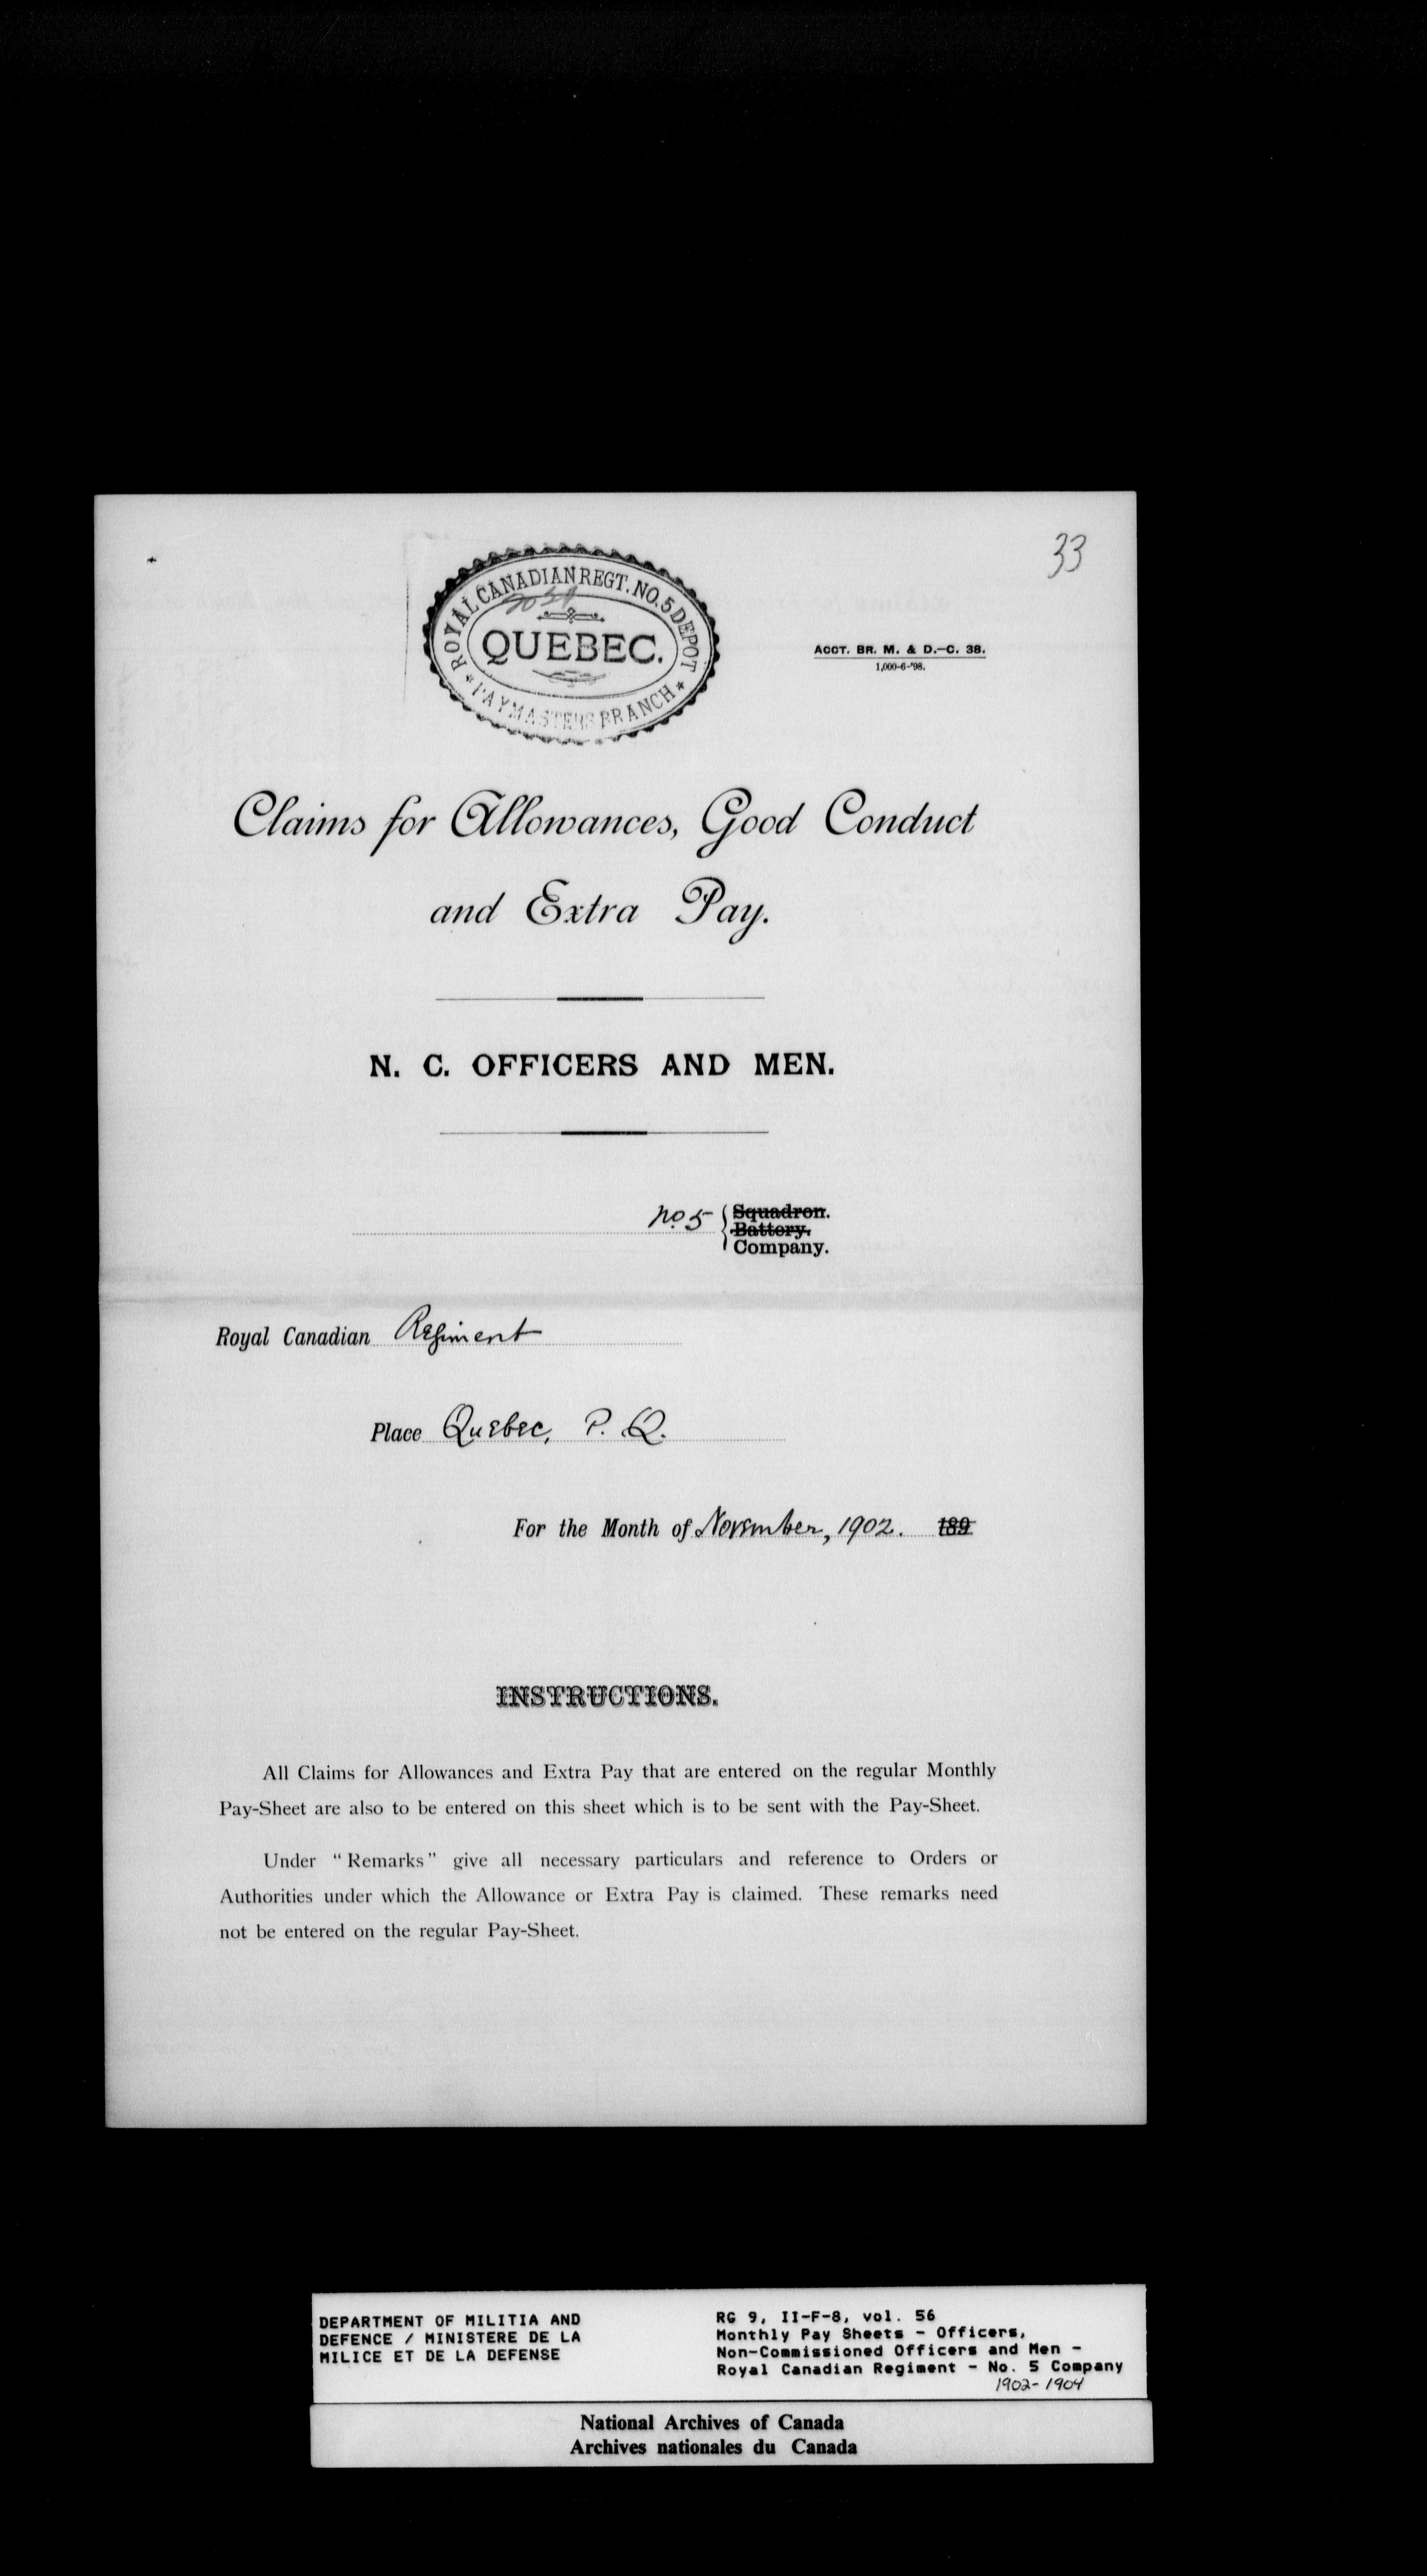 33
ROYAL CANADIAN REGT. NO. 5 DEPOT
QUEBEC.
* PAYMASTERS BRANCH *
ACCT. BR. M. & D.–C. 38.
1,000-6-'98.
Claims for Allowances, Good Conduct
and Extra Pay.
N. C. OFFICERS AND MEN.
No. 5 { Squadron.
Battery.
Company.
Royal Canadian Regiment
Place Quebec, P. Q.
For the Month of November, 1902. 189
INSTRUCTIONS.
All Claims for Allowances and Extra Pay that are entered on the regular Monthly
Pay-Sheet are also to be entered on this sheet which is to be sent with the Pay-Sheet.
Under "Remarks" give all necessary particulars and reference to Orders or
Authorities under which the Allowance or Extra Pay is claimed. These remarks need
not be entered on the regular Pay-Sheet.
DEPARTMENT OF MILITIA AND
DEFENCE / MINISTERE DE LA
MILICE ET DE LA DEFENSE
RG 9, II-F-8, vol. 56
Monthly Pay Sheets - Officers,
Non-Commissioned Officers and Men -
Royal Canadian Regiment - No. 5 Company
1902-1904
National Archives of Canada
Archives nationales du Canada